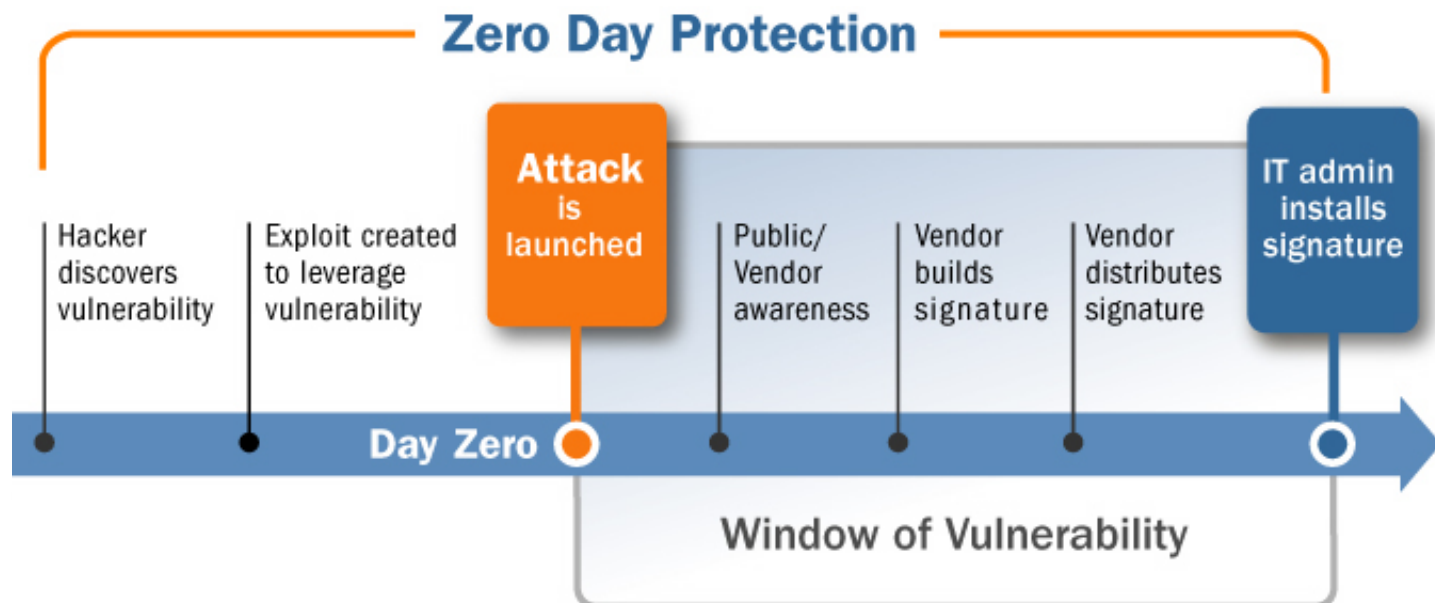 Zero Day Protection
Hacker
discovers
vulnerability
Exploit created
to leverage
vulnerability
Attack
is
launched
Public/
Vendor
awareness
Vendor
builds
signature
Vendor
distributes
signature
IT admin
installs
signature
Day Zero
Window of Vulnerability